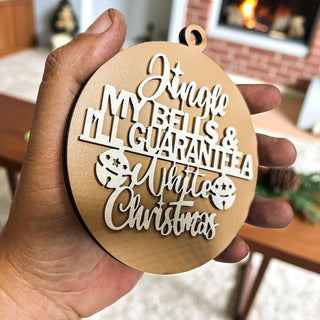 Jingle
MY BELLS &
I'LL GUARANTEE A
White
Christmas